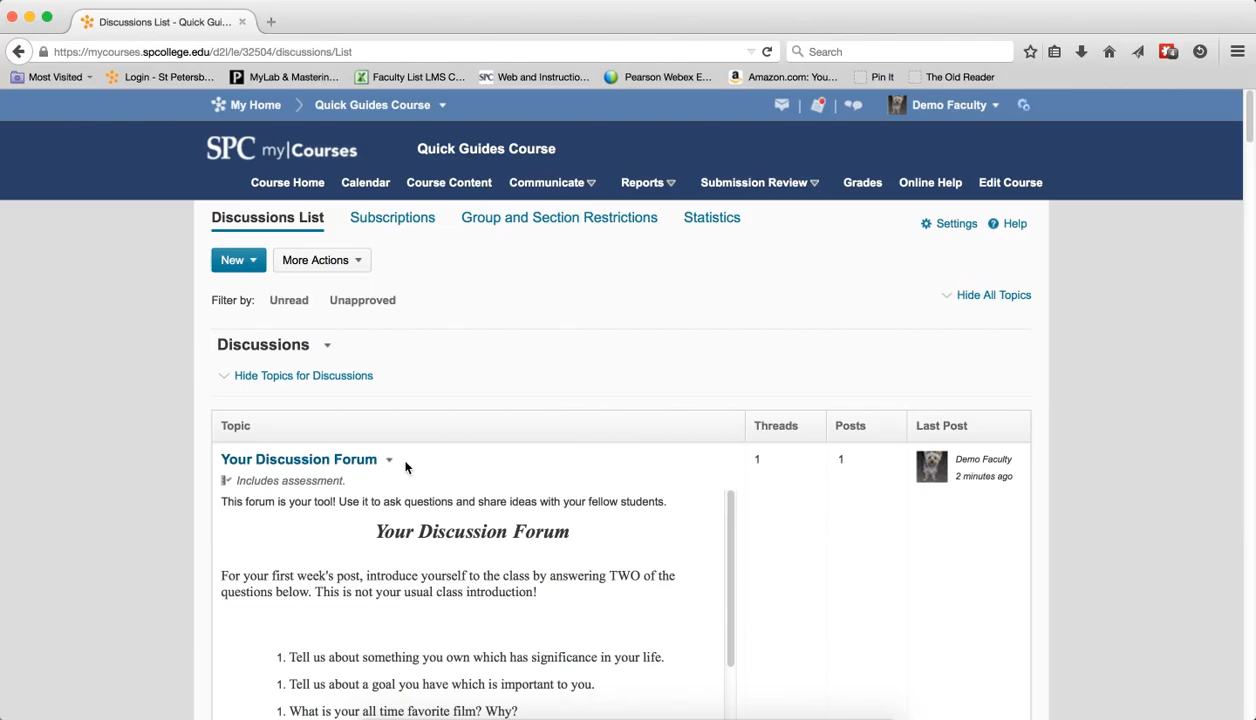 Discussions List - Quick Gui...
https://mycourses.spcollege.edu/d2l/le/32504/discussions/List
Search
Most Visited
Login - St Petersb...
MyLab & Mastering...
Faculty List LMS C...
SPC Web and Instructio...
Pearson Webex E...
Amazon.com: You...
Pin It
The Old Reader
My Home
Quick Guides Course
Demo Faculty
SPC my|Courses
Quick Guides Course
Course Home
Calendar
Course Content
Communicate
Reports
Submission Review
Grades
Online Help
Edit Course
Discussions List
Subscriptions
Group and Section Restrictions
Statistics
Settings
Help
New
More Actions
Filter by: Unread Unapproved
Hide All Topics
Discussions
Hide Topics for Discussions
Topic Threads Posts Last Post
Your Discussion Forum 1 1 Demo Faculty
2 minutes ago
Includes assessment.
This forum is your tool! Use it to ask questions and share ideas with your fellow students.
Your Discussion Forum
For your first week's post, introduce yourself to the class by answering TWO of the
questions below. This is not your usual class introduction!
1. Tell us about something you own which has significance in your life.
1. Tell us about a goal you have which is important to you.
1. What is your all time favorite film? Why?